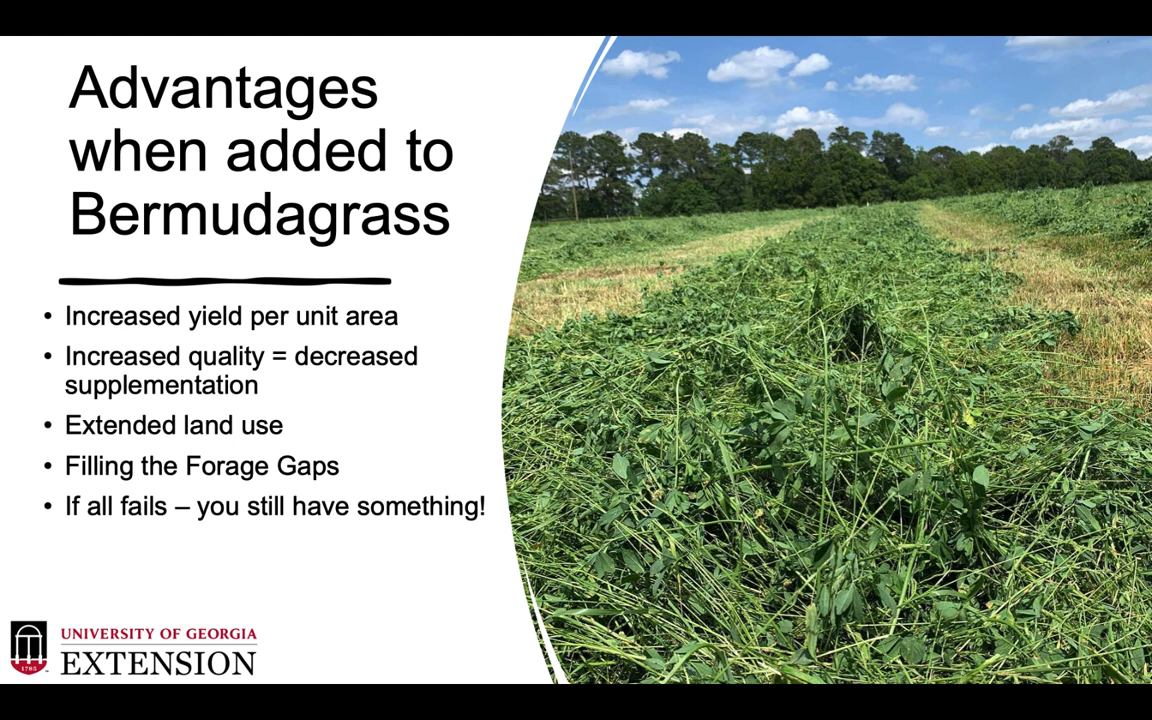 Advantages
when added to
Bermudagrass
• Increased yield per unit area
• Increased quality = decreased
supplementation
• Extended land use
• Filling the Forage Gaps
• If all fails – you still have something!
1785
UNIVERSITY OF GEORGIA
EXTENSION